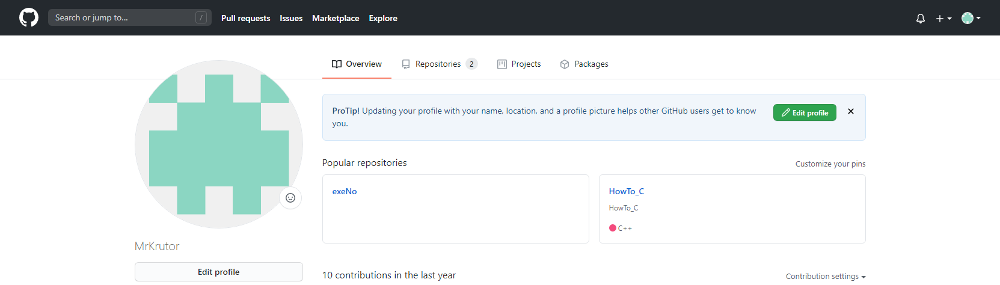 Search or jump to... /
Pull requests Issues Marketplace Explore
Overview Repositories 2 Projects Packages
ProTip! Updating your profile with your name, location, and a profile picture helps other GitHub users get to know
you.
Edit profile
Popular repositories
Customize your pins
exeNo
HowTo_C
HowTo_C
C++
MrKrutor
Edit profile
10 contributions in the last year
Contribution settings